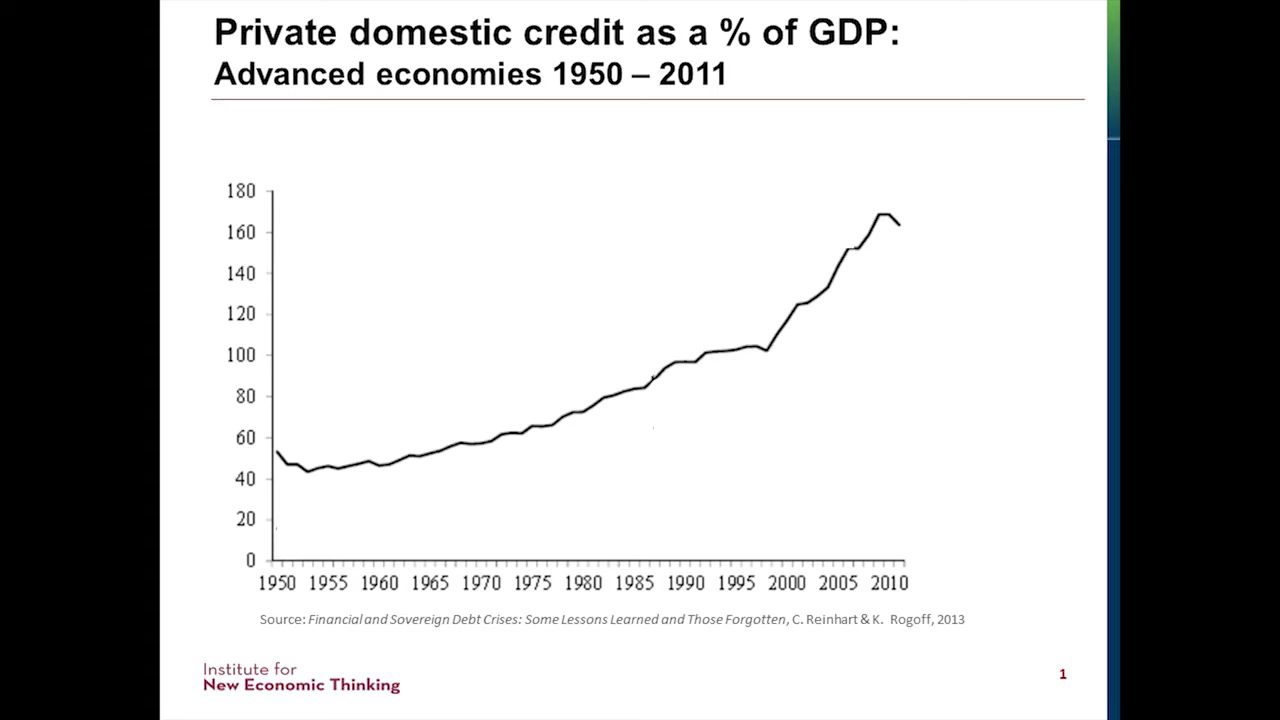 Private domestic credit as a % of GDP:
Advanced economies 1950 – 2011
180
160
140
120
100
80
60
40
20
0
1950 1955 1960 1965 1970 1975 1980 1985 1990 1995 2000 2005 2010
Source: Financial and Sovereign Debt Crises: Some Lessons Learned and Those Forgotten, C. Reinhart & K. Rogoff, 2013
Institute for
New Economic Thinking
1